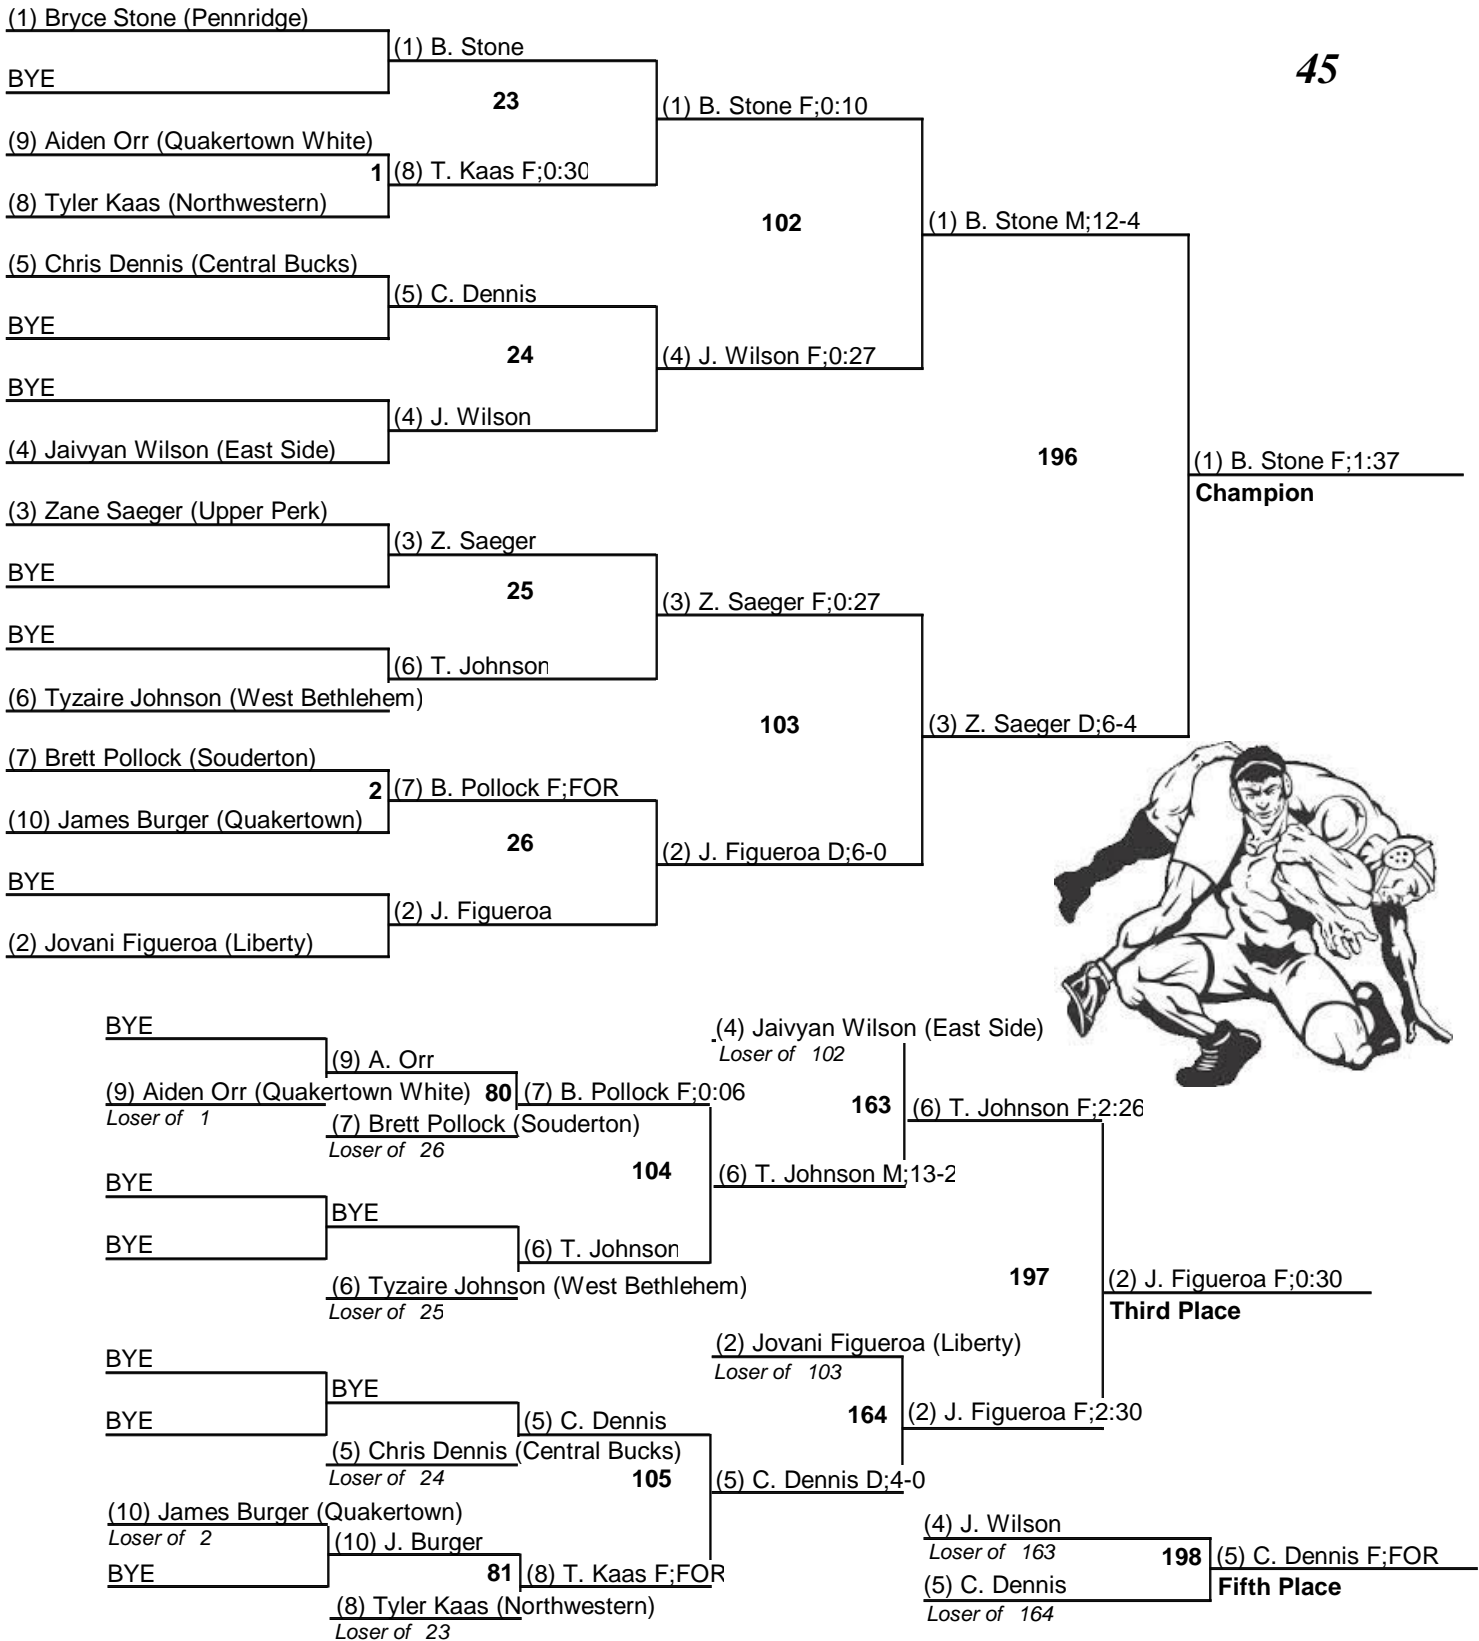 (1) Bryce Stone (Pennridge)
(1) B. Stone
45
BYE
23
(1) B. Stone F;0:10
(9) Aiden Orr (Quakertown White)
1
(8) T. Kaas F;0:30
(8) Tyler Kaas (Northwestern)
102
(1) B. Stone M;12-4
(5) Chris Dennis (Central Bucks)
(5) C. Dennis
BYE
24
(4) J. Wilson F;0:27
BYE
(4) J. Wilson
(4) Jaivyan Wilson (East Side)
196
(1) B. Stone F;1:37
Champion
(3) Zane Saeger (Upper Perk)
(3) Z. Saeger
BYE
25
(3) Z. Saeger F;0:27
BYE
(6) T. Johnson
(6) Tyzaire Johnson (West Bethlehem)
103
(3) Z. Saeger D;6-4
(7) Brett Pollock (Souderton)
2
(7) B. Pollock F;FOR
(10) James Burger (Quakertown)
26
(2) J. Figueroa D;6-0
BYE
(2) J. Figueroa
(2) Jovani Figueroa (Liberty)
BYE
(9) A. Orr
(9) Aiden Orr (Quakertown White)
Loser of 1
80
(7) B. Pollock F;0:06
(7) Brett Pollock (Souderton)
Loser of 26
104
BYE
BYE
BYE
(6) T. Johnson
(6) Tyzaire Johnson (West Bethlehem)
Loser of 25
(4) Jaivyan Wilson (East Side)
Loser of 102
163
(6) T. Johnson F;2:26
(6) T. Johnson M;13-2
197
(2) J. Figueroa F;0:30
Third Place
BYE
BYE
BYE
(5) C. Dennis
(5) Chris Dennis (Central Bucks)
Loser of 24
105
(2) Jovani Figueroa (Liberty)
Loser of 103
164
(2) J. Figueroa F;2:30
(5) C. Dennis D;4-0
(10) James Burger (Quakertown)
Loser of 2
(10) J. Burger
BYE
81
(8) T. Kaas F;FOR
(8) Tyler Kaas (Northwestern)
Loser of 23
(4) J. Wilson
Loser of 163
198
(5) C. Dennis F;FOR
Fifth Place
(5) C. Dennis
Loser of 164